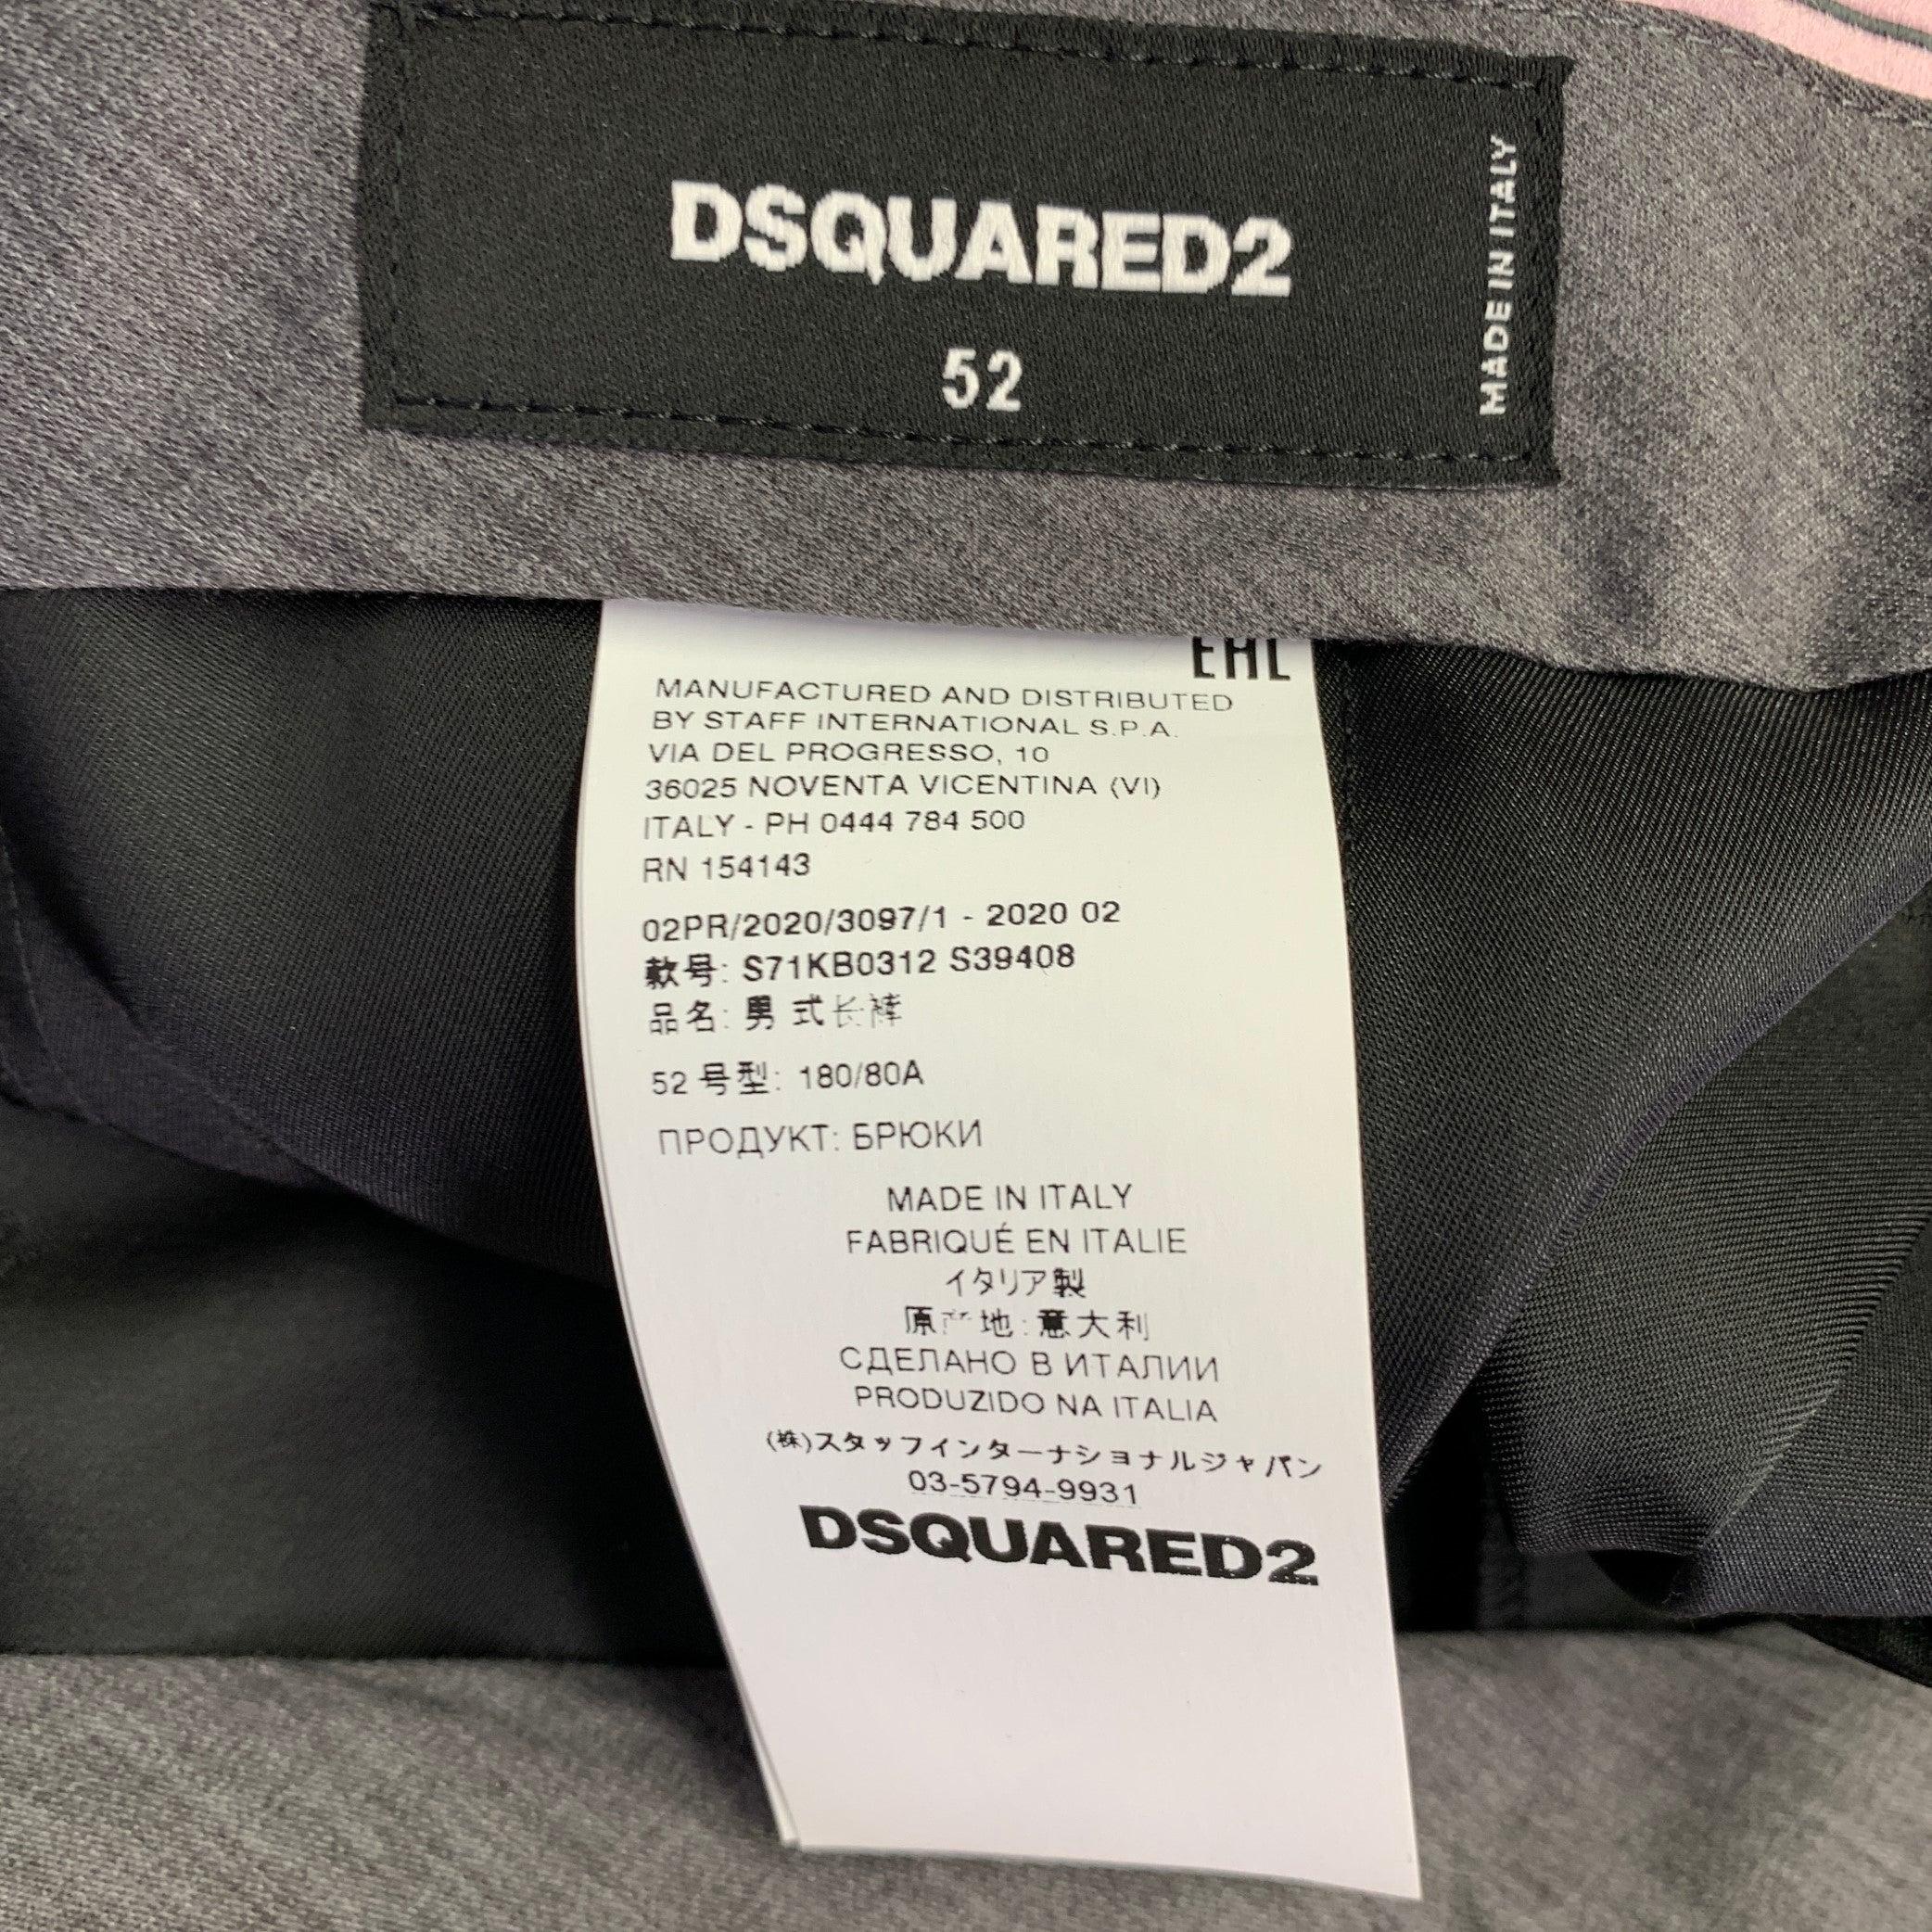 DSQUARED2
52
MADE IN ITALY
EAC
MANUFACTURED AND DISTRIBUTED
BY STAFF INTERNATIONAL S.P.A.
VIA DEL PROGRESSO, 10
36025 NOVENTA VICENTINA (VI)
ITALY - PH 0444 784 500
RN 154143
02PR/2020/3097/1 - 2020 02
款号: S71KB0312 S39408
品名: 男式长裤
52 号型: 180/80A
ПРОДУКТ: БРЮКИ
MADE IN ITALY
FABRIQUÉ EN ITALIE
イタリア製
原产地: 意大利
СДЕЛАНО В ИТАЛИИ
PRODUZIDO NA ITALIA
(株)スタッフインターナショナルジャパン
03-5794-9931
DSQUARED2